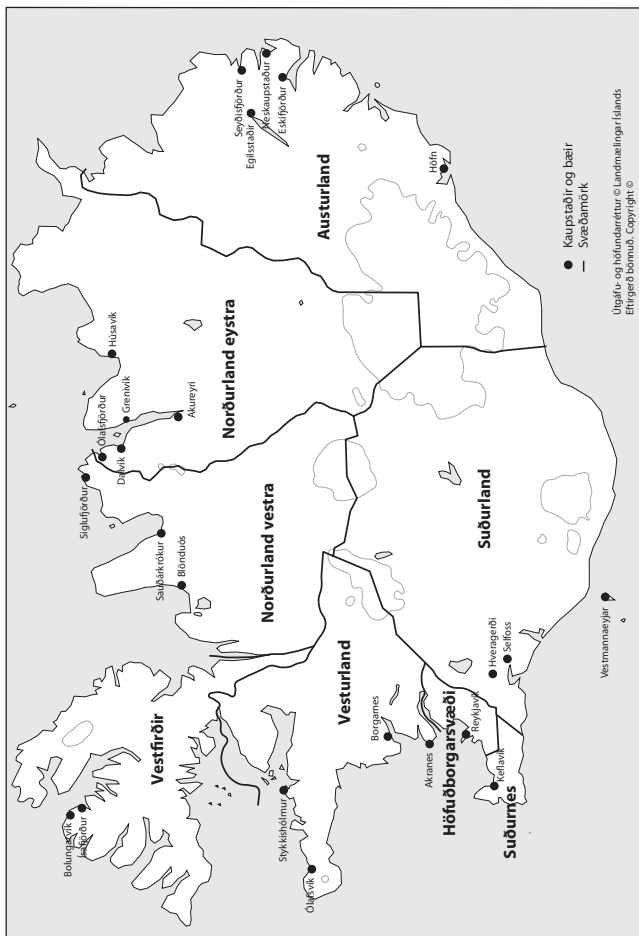 Bolungarvík
Ísafjörður
Vestfirðir
Siglufjörður
Ólafsfjörður
Dalvík
Grenivík
Húsavík
Akureyri
Sauðárkrókur
Blönduós
Norðurland vestra
Norðurland eystra
Seyðisfjörður
Egilsstaðir
Neskaupstaður
Eskifjörður
Austurland
Höfn
Ólafsvík
Stykkishólmur
Vesturland
Borgarnes
Akranes
Höfuðborgarsvæði
Reykjavík
Keflavík
Suðurnes
Hveragerði
Selfoss
Suðurland
Vestmannaeyjar
Kaupstaðir og bæir
Svæðamörk
Útgáfu- og höfundarréttur © Landmælingar Íslands
Eftirgerð bönnuð. Copyright ©